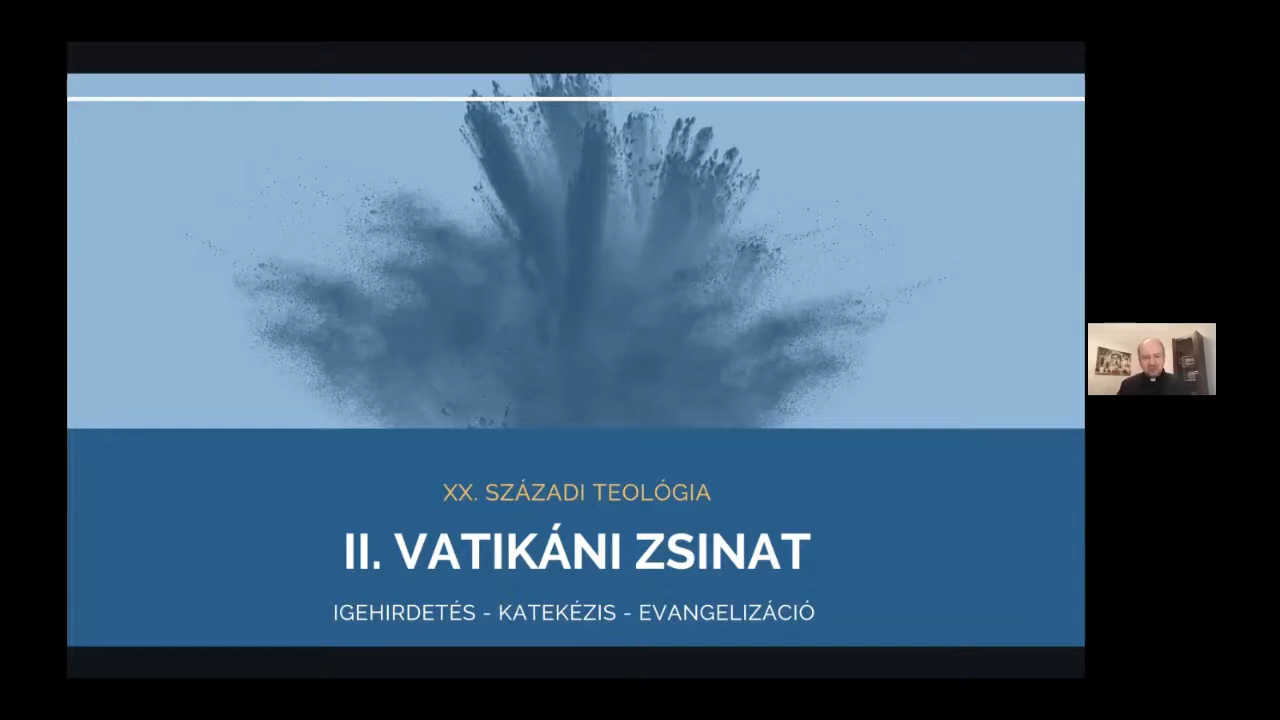 XX. SZÁZADI TEOLÓGIA
II. VATIKÁNI ZSINAT
IGEHIRDETÉS - KATEKÉZIS - EVANGELIZÁCIÓ